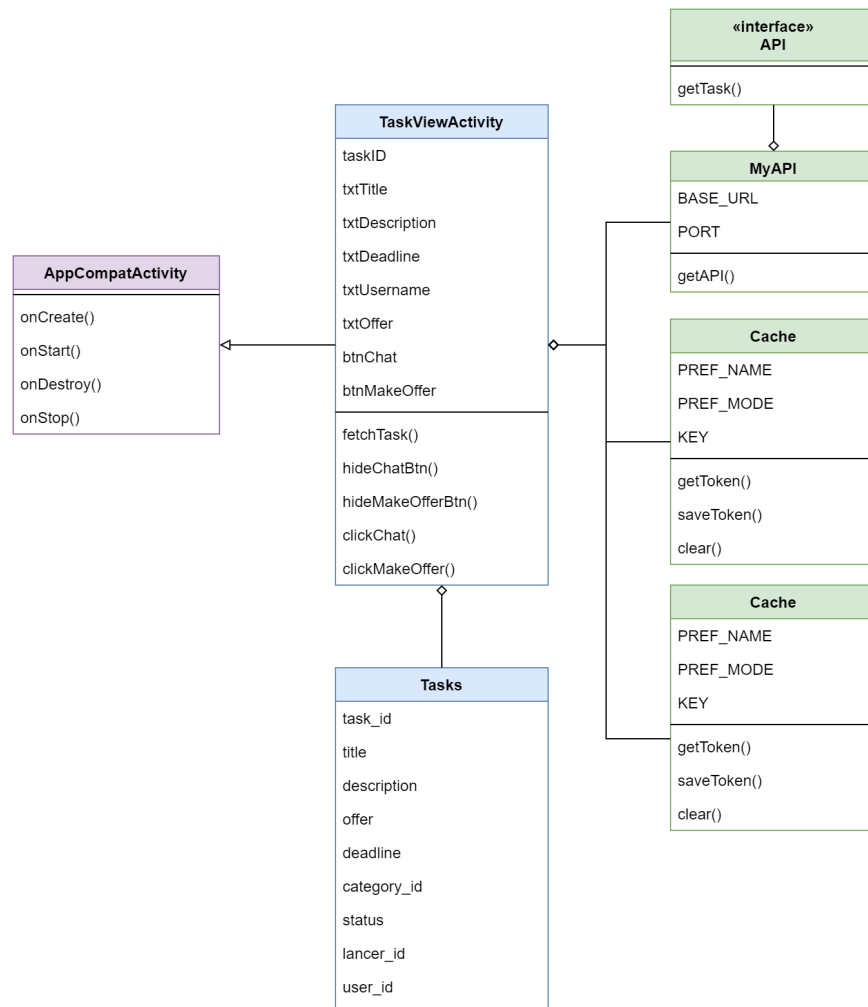 «interface»
API
getTask()
TaskViewActivity
taskID
txtTitle
txtDescription
txtDeadline
txtUsername
txtOffer
btnChat
btnMakeOffer
fetchTask()
hideChatBtn()
hideMakeOfferBtn()
clickChat()
clickMakeOffer()
MyAPI
BASE_URL
PORT
getAPI()
AppCompatActivity
onCreate()
onStart()
onDestroy()
onStop()
Cache
PREF_NAME
PREF_MODE
KEY
getToken()
saveToken()
clear()
Cache
PREF_NAME
PREF_MODE
KEY
getToken()
saveToken()
clear()
Tasks
task_id
title
description
offer
deadline
category_id
status
lancer_id
user_id